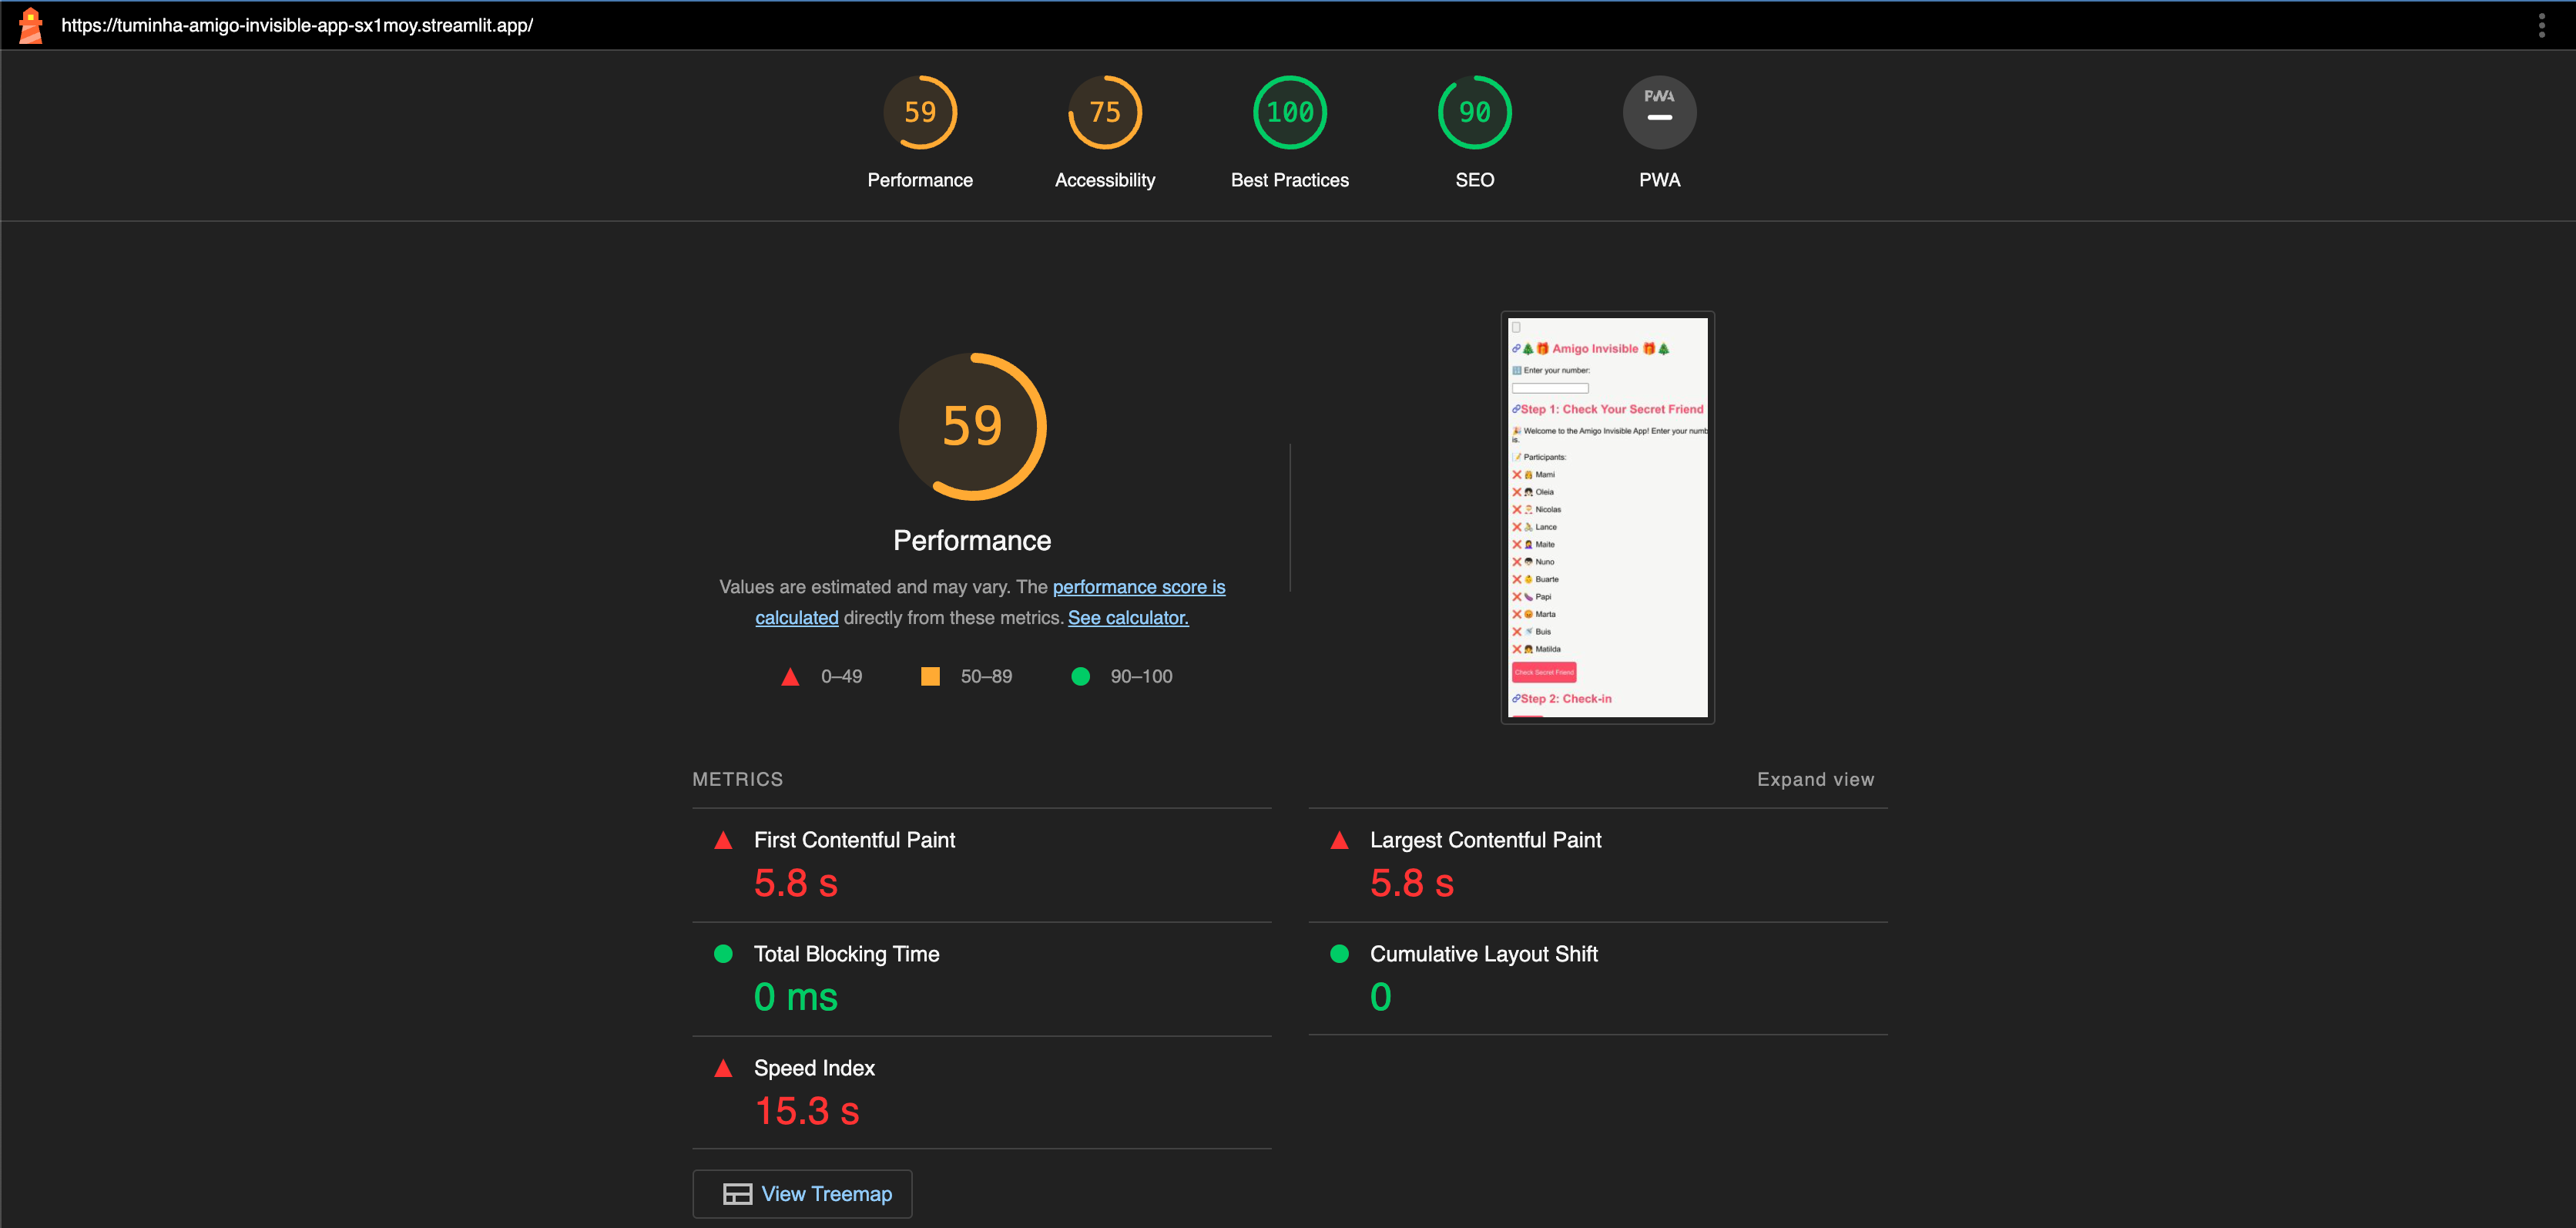 https://tuminha-amigo-invisible-app-sx1moy.streamlit.app/
59
75
100
90
PWA
Performance
Accessibility
Best Practices
SEO
PWA
59
Performance
Values are estimated and may vary. The performance score is
calculated directly from these metrics. See calculator.
0–49
50–89
90–100
🔗🌲🎁 Amigo Invisible 🎁🌲
🔢 Enter your number:
🔗Step 1: Check Your Secret Friend
🎉 Welcome to the Amigo Invisible App! Enter your numb
is.
📝 Participants:
❌ Mami
❌ Oleia
❌ Nicolas
❌ Lance
❌ Maite
❌ Nuno
❌ Buarte
❌ 🍆 Papi
❌ Marta
❌ Buis
❌ Matilda
Check Secret Friend
🔗Step 2: Check-in
METRICS
Expand view
First Contentful Paint
5.8 s
Largest Contentful Paint
5.8 s
Total Blocking Time
0 ms
Cumulative Layout Shift
0
Speed Index
15.3 s
View Treemap